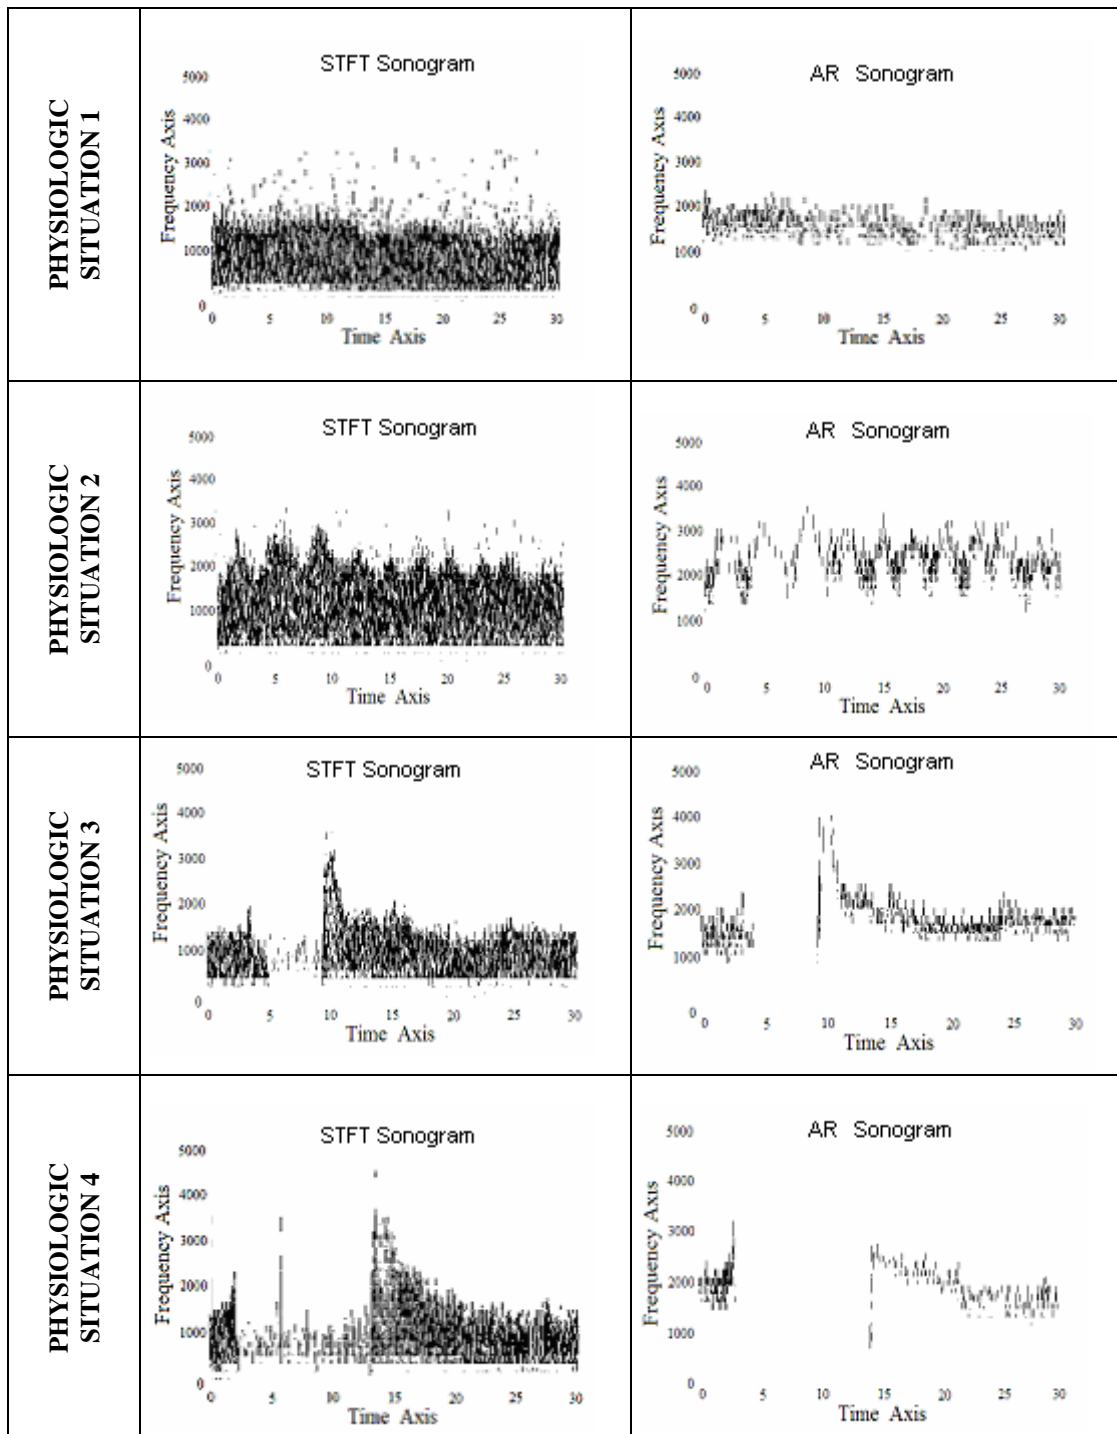 PHYSIOLOGIC
SITUATION 1
STFT Sonogram
Frequency Axis
5000
4000
3000
2000
1000
0
0 5 10 15 20 25 30
Time Axis
AR Sonogram
Frequency Axis
5000
4000
3000
2000
1000
0
0 5 10 15 20 25 30
Time Axis
PHYSIOLOGIC
SITUATION 2
STFT Sonogram
Frequency Axis
5000
4000
3000
2000
1000
0
0 5 10 15 20 25 30
Time Axis
AR Sonogram
Frequency Axis
5000
4000
3000
2000
1000
0
0 5 10 15 20 25 30
Time Axis
PHYSIOLOGIC
SITUATION 3
STFT Sonogram
Frequency Axis
5000
4000
3000
2000
1000
0
0 5 10 15 20 25 30
Time Axis
AR Sonogram
Frequency Axis
5000
4000
3000
2000
1000
0
0 5 10 15 20 25 30
Time Axis
PHYSIOLOGIC
SITUATION 4
STFT Sonogram
Frequency Axis
5000
4000
3000
2000
1000
0
0 5 10 15 20 25 30
Time Axis
AR Sonogram
Frequency Axis
5000
4000
3000
2000
1000
0
0 5 10 15 20 25 30
Time Axis